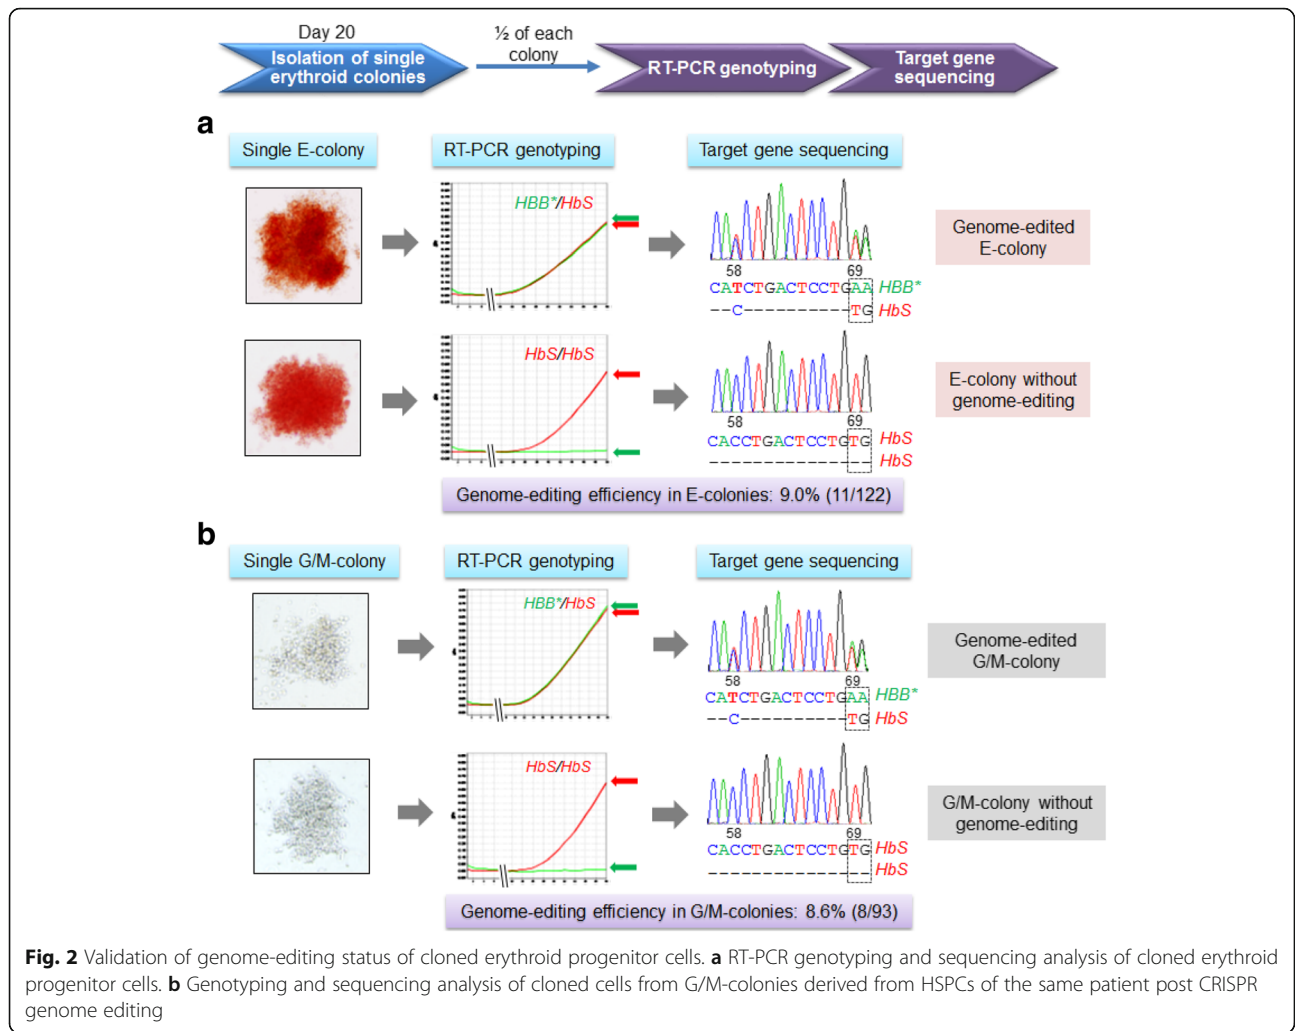 Day 20
Isolation of single
erythroid colonies
½ of each
colony
RT-PCR genotyping
Target gene
sequencing
a
Single E-colony
RT-PCR genotyping
Target gene sequencing
HBB*/HbS
58 69
CATCTGACTCCTGAA HBB*
––C–––––––––––TG HbS
Genome-edited
E-colony
HbS/HbS
58 69
CACCTGACTCCTGTG HbS
––––––––––––––– HbS
E-colony without
genome-editing
Genome-editing efficiency in E-colonies: 9.0% (11/122)
b
Single G/M-colony
RT-PCR genotyping
Target gene sequencing
HBB*/HbS
58 69
CATCTGACTCCTGAA HBB*
––C–––––––––––TG HbS
Genome-edited
G/M-colony
HbS/HbS
58 69
CACCTGACTCCTGTG HbS
––––––––––––––– HbS
G/M-colony without
genome-editing
Genome-editing efficiency in G/M-colonies: 8.6% (8/93)
Fig. 2 Validation of genome-editing status of cloned erythroid progenitor cells. a RT-PCR genotyping and sequencing analysis of cloned erythroid
progenitor cells. b Genotyping and sequencing analysis of cloned cells from G/M-colonies derived from HSPCs of the same patient post CRISPR
genome editing